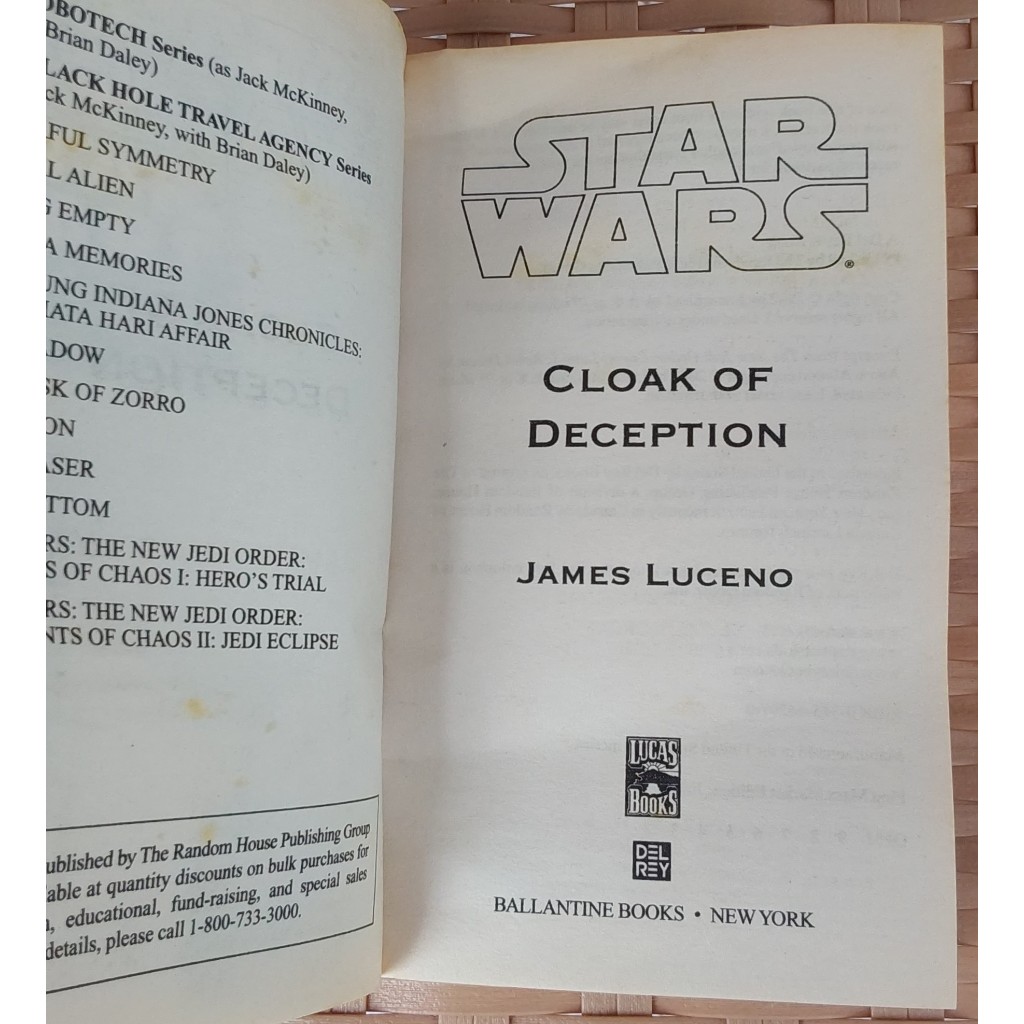 OBOTECH Series (as Jack McKinney,
Brian Daley)
LACK HOLE TRAVEL AGENCY Series
ck McKinney, with Brian Daley)
FUL SYMMETRY
L ALIEN
G EMPTY
A MEMORIES
UNG INDIANA JONES CHRONICLES:
MATA HARI AFFAIR
ADOW
SK OF ZORRO
ON
ASER
TTOM
RS: THE NEW JEDI ORDER:
S OF CHAOS I: HERO'S TRIAL
RS: THE NEW JEDI ORDER:
NTS OF CHAOS II: JEDI ECLIPSE
ublished by The Random House Publishing Group
able at quantity discounts on bulk purchases for
n, educational, fund-raising, and special sales
details, please call 1-800-733-3000.
STAR
WARS®
CLOAK OF
DECEPTION
JAMES LUCENO
LUCAS
BOOKS
DEL
REY
BALLANTINE BOOKS • NEW YORK